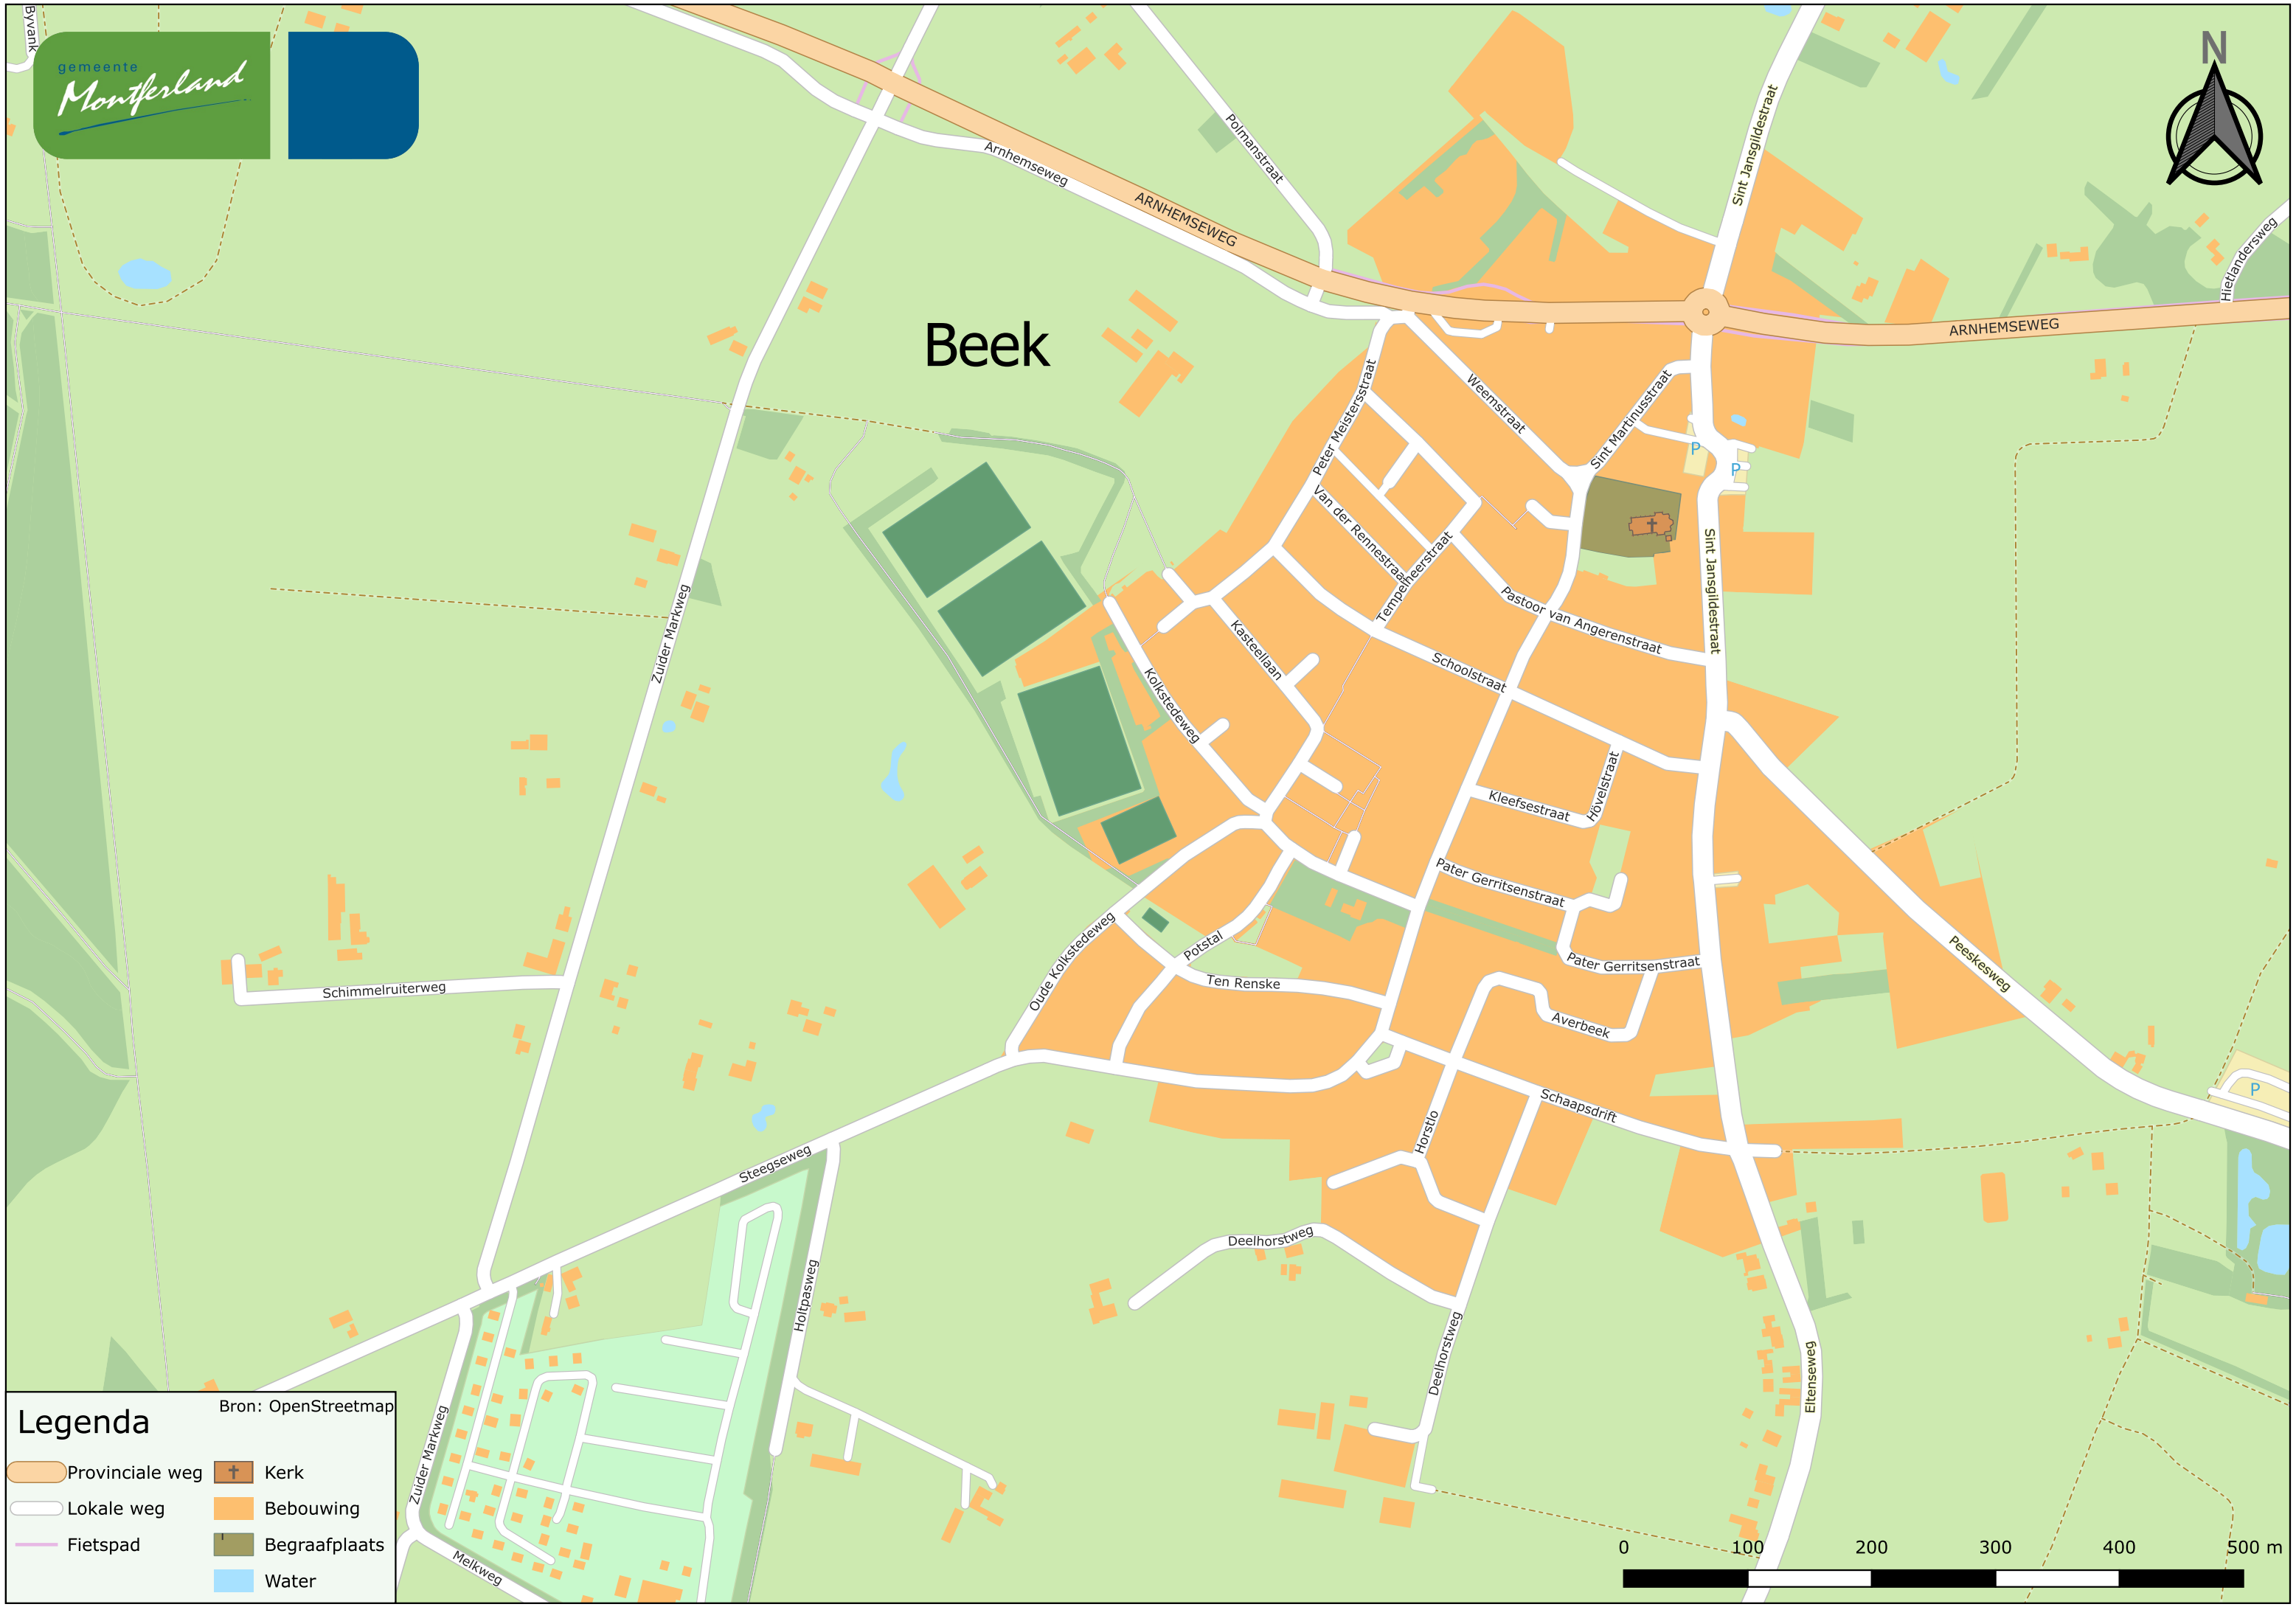 Byvank
gemeente
Montferland
N
Arnhemseweg
ARNHEMSEWEG
Polmanstraat
Sint Jansgildestraat
Hietlandersweg
ARNHEMSEWEG
Beek
Peter Meistersstraat
Weemstraat
Sint Martinusstraat
P
P
Van der Rennestraat
Tempelheerstraat
Sint Jansgildestraat
Pastoor van Angerenstraat
Zuider Markweg
Kasteellaan
Kolkstedeweg
Schoolstraat
Hövelstraat
Kleefsestraat
Pater Gerritsenstraat
Oude Kolkstedeweg
Potstal
Pater Gerritsenstraat
Peeskesweg
Schimmelruiterweg
Ten Renske
Averbeek
P
Schaapsdrift
Horstlo
Steegseweg
Deelhorstweg
Holtpasweg
Deelhorstweg
Eltenseweg
Zuider Markweg
Melkweg
Legenda
Bron: OpenStreetmap
Provinciale weg
Kerk
Lokale weg
Bebouwing
Fietspad
Begraafplaats
Water
0 100 200 300 400 500 m